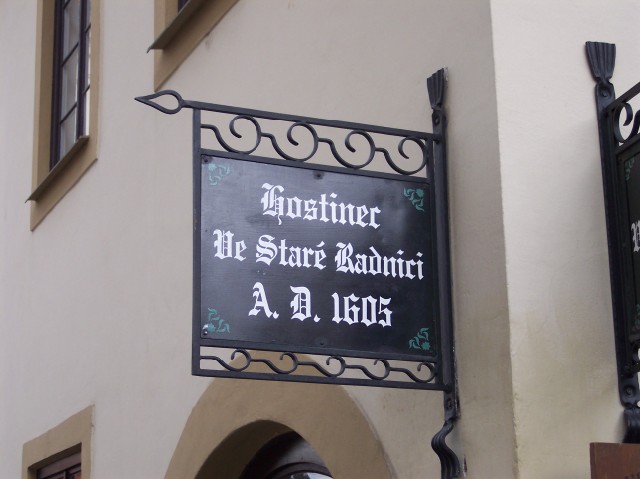 Hostinec
Ve Staré Radnici
A. D. 1605